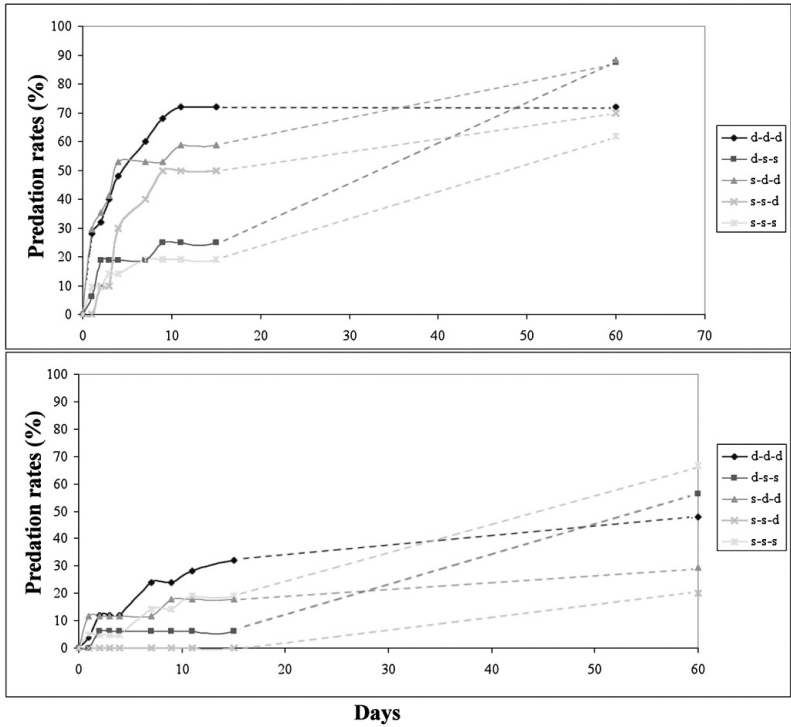 Predation rates (%)
100
90
80
70
60
50
40
30
20
10
0
0 10 20 30 40 50 60 70
d-d-d
d-s-s
s-d-d
s-s-d
s-s-s
Predation rates (%)
100
90
80
70
60
50
40
30
20
10
0
0 10 20 30 40 50 60
d-d-d
d-s-s
s-d-d
s-s-d
s-s-s
Days